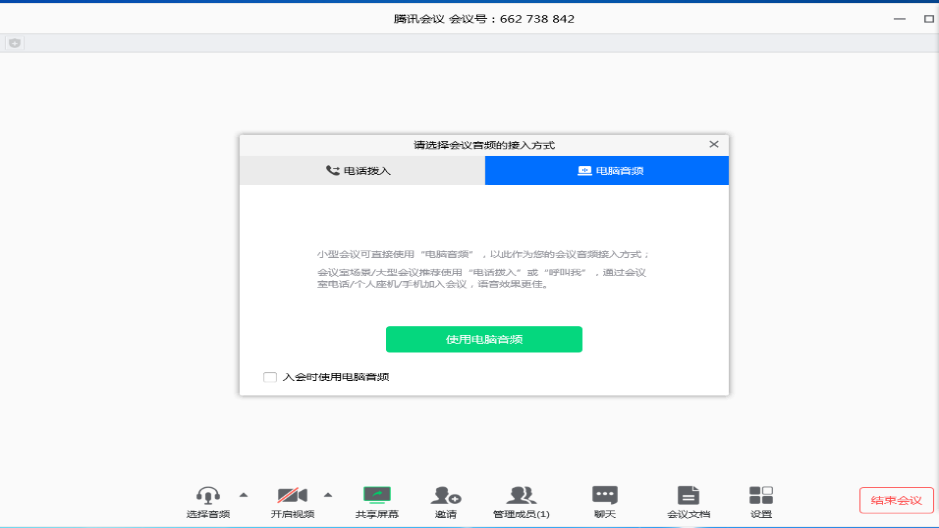 腾讯会议 会议号：662 738 842
请选择会议音频的接入方式
电话拨入
电脑音频
小型会议可直接使用“电脑音频”，以此作为您的会议音频接入方式；
会议室场景/大型会议推荐使用“电话拨入”或“呼叫我”，通过会议
室电话/个人座机/手机加入会议，语音效果更佳。
使用电脑音频
入会时使用电脑音频
选择音频
开启视频
共享屏幕
邀请
管理成员(1)
聊天
会议文档
设置
结束会议